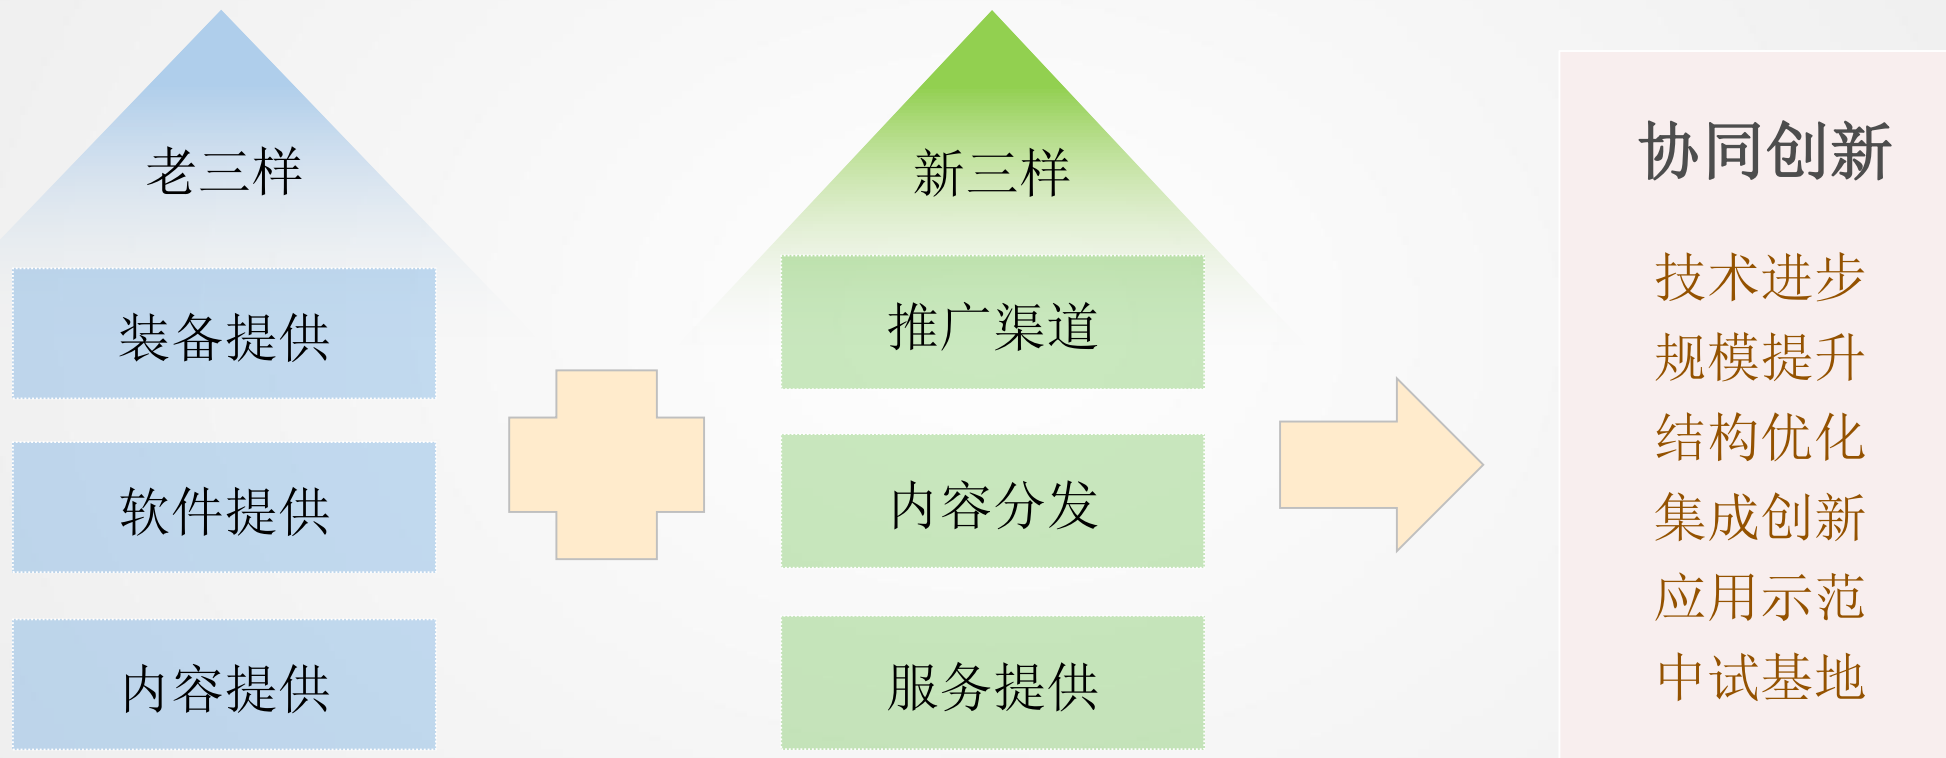 老三样
装备提供
软件提供
内容提供
新三样
推广渠道
内容分发
服务提供
协同创新
技术进步
规模提升
结构优化
集成创新
应用示范
中试基地